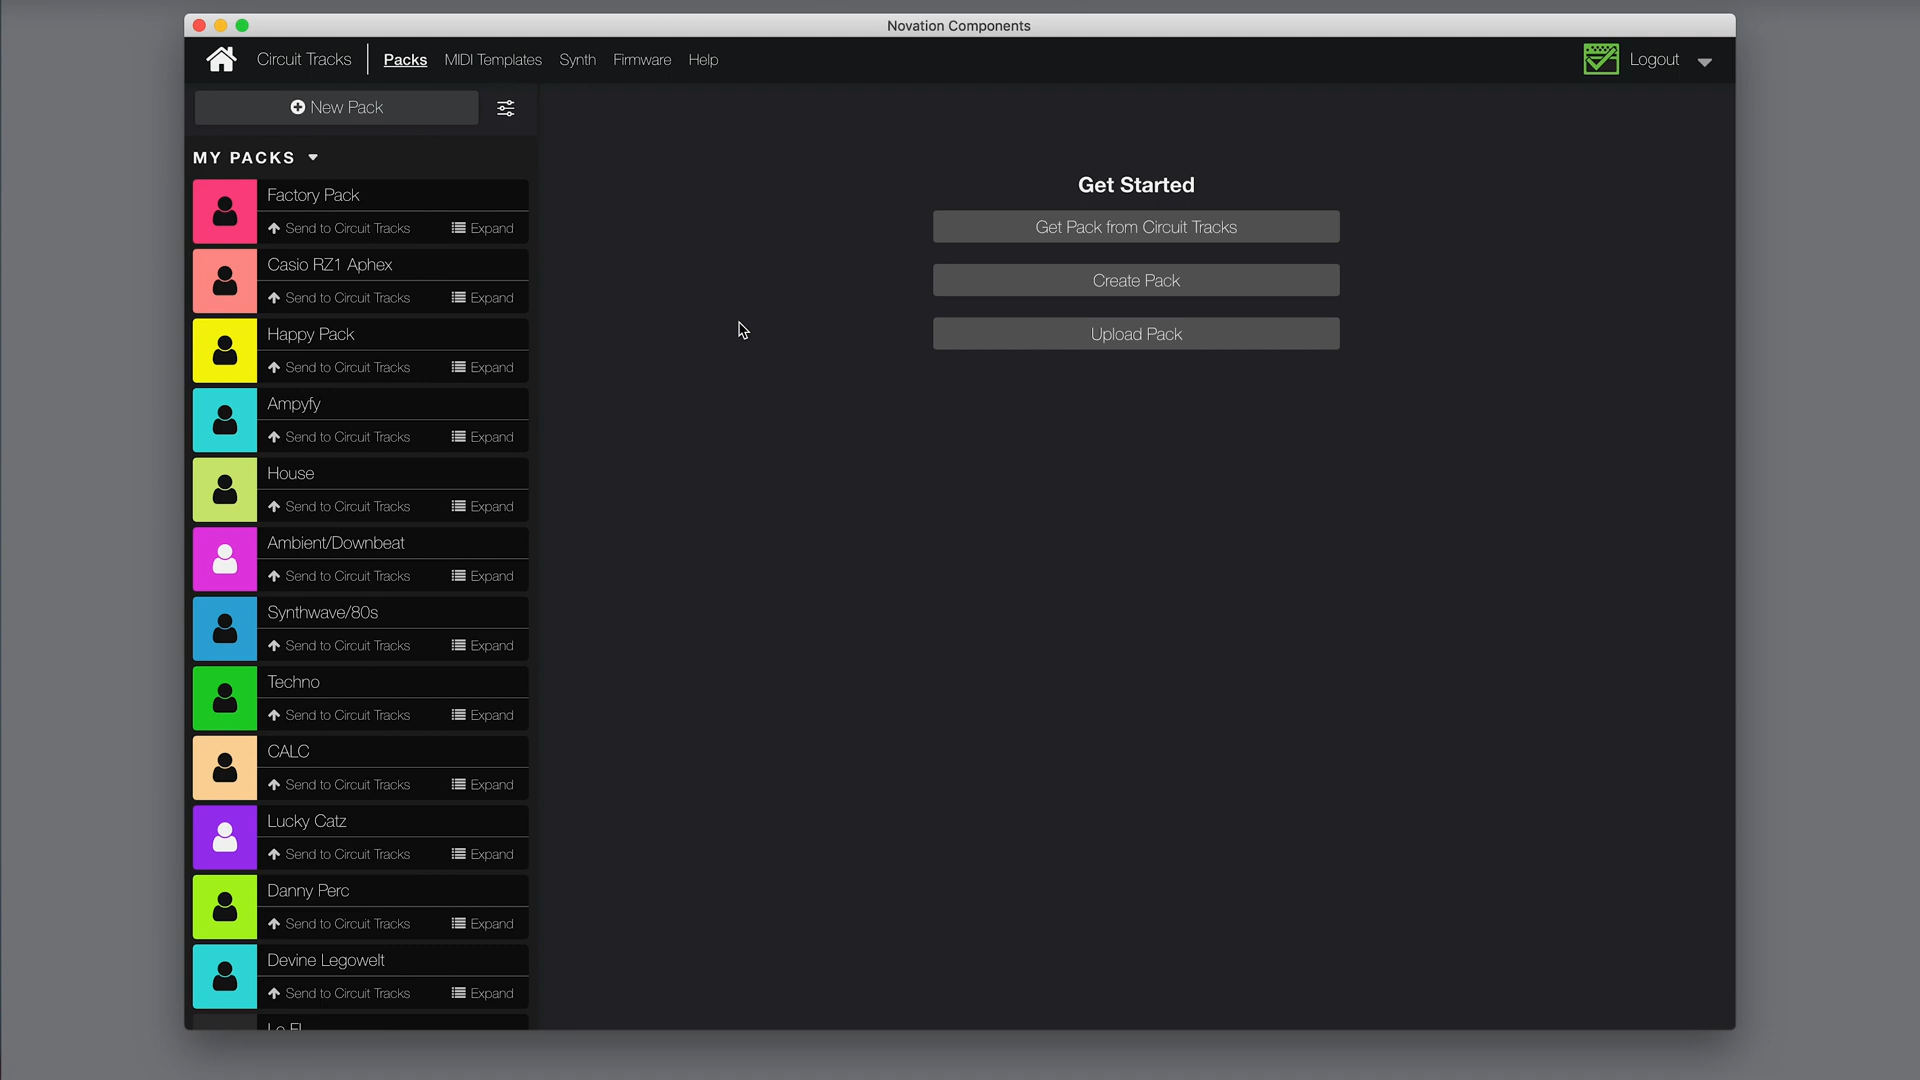 Novation Components
Circuit Tracks Packs MIDI Templates Synth Firmware Help Logout
New Pack
MY PACKS
Factory Pack
Send to Circuit Tracks Expand
Casio RZ1 Aphex
Send to Circuit Tracks Expand
Happy Pack
Send to Circuit Tracks Expand
Ampyfy
Send to Circuit Tracks Expand
House
Send to Circuit Tracks Expand
Ambient/Downbeat
Send to Circuit Tracks Expand
Synthwave/80s
Send to Circuit Tracks Expand
Techno
Send to Circuit Tracks Expand
CALC
Send to Circuit Tracks Expand
Lucky Catz
Send to Circuit Tracks Expand
Danny Perc
Send to Circuit Tracks Expand
Devine Legowelt
Send to Circuit Tracks Expand
Get Started
Get Pack from Circuit Tracks
Create Pack
Upload Pack